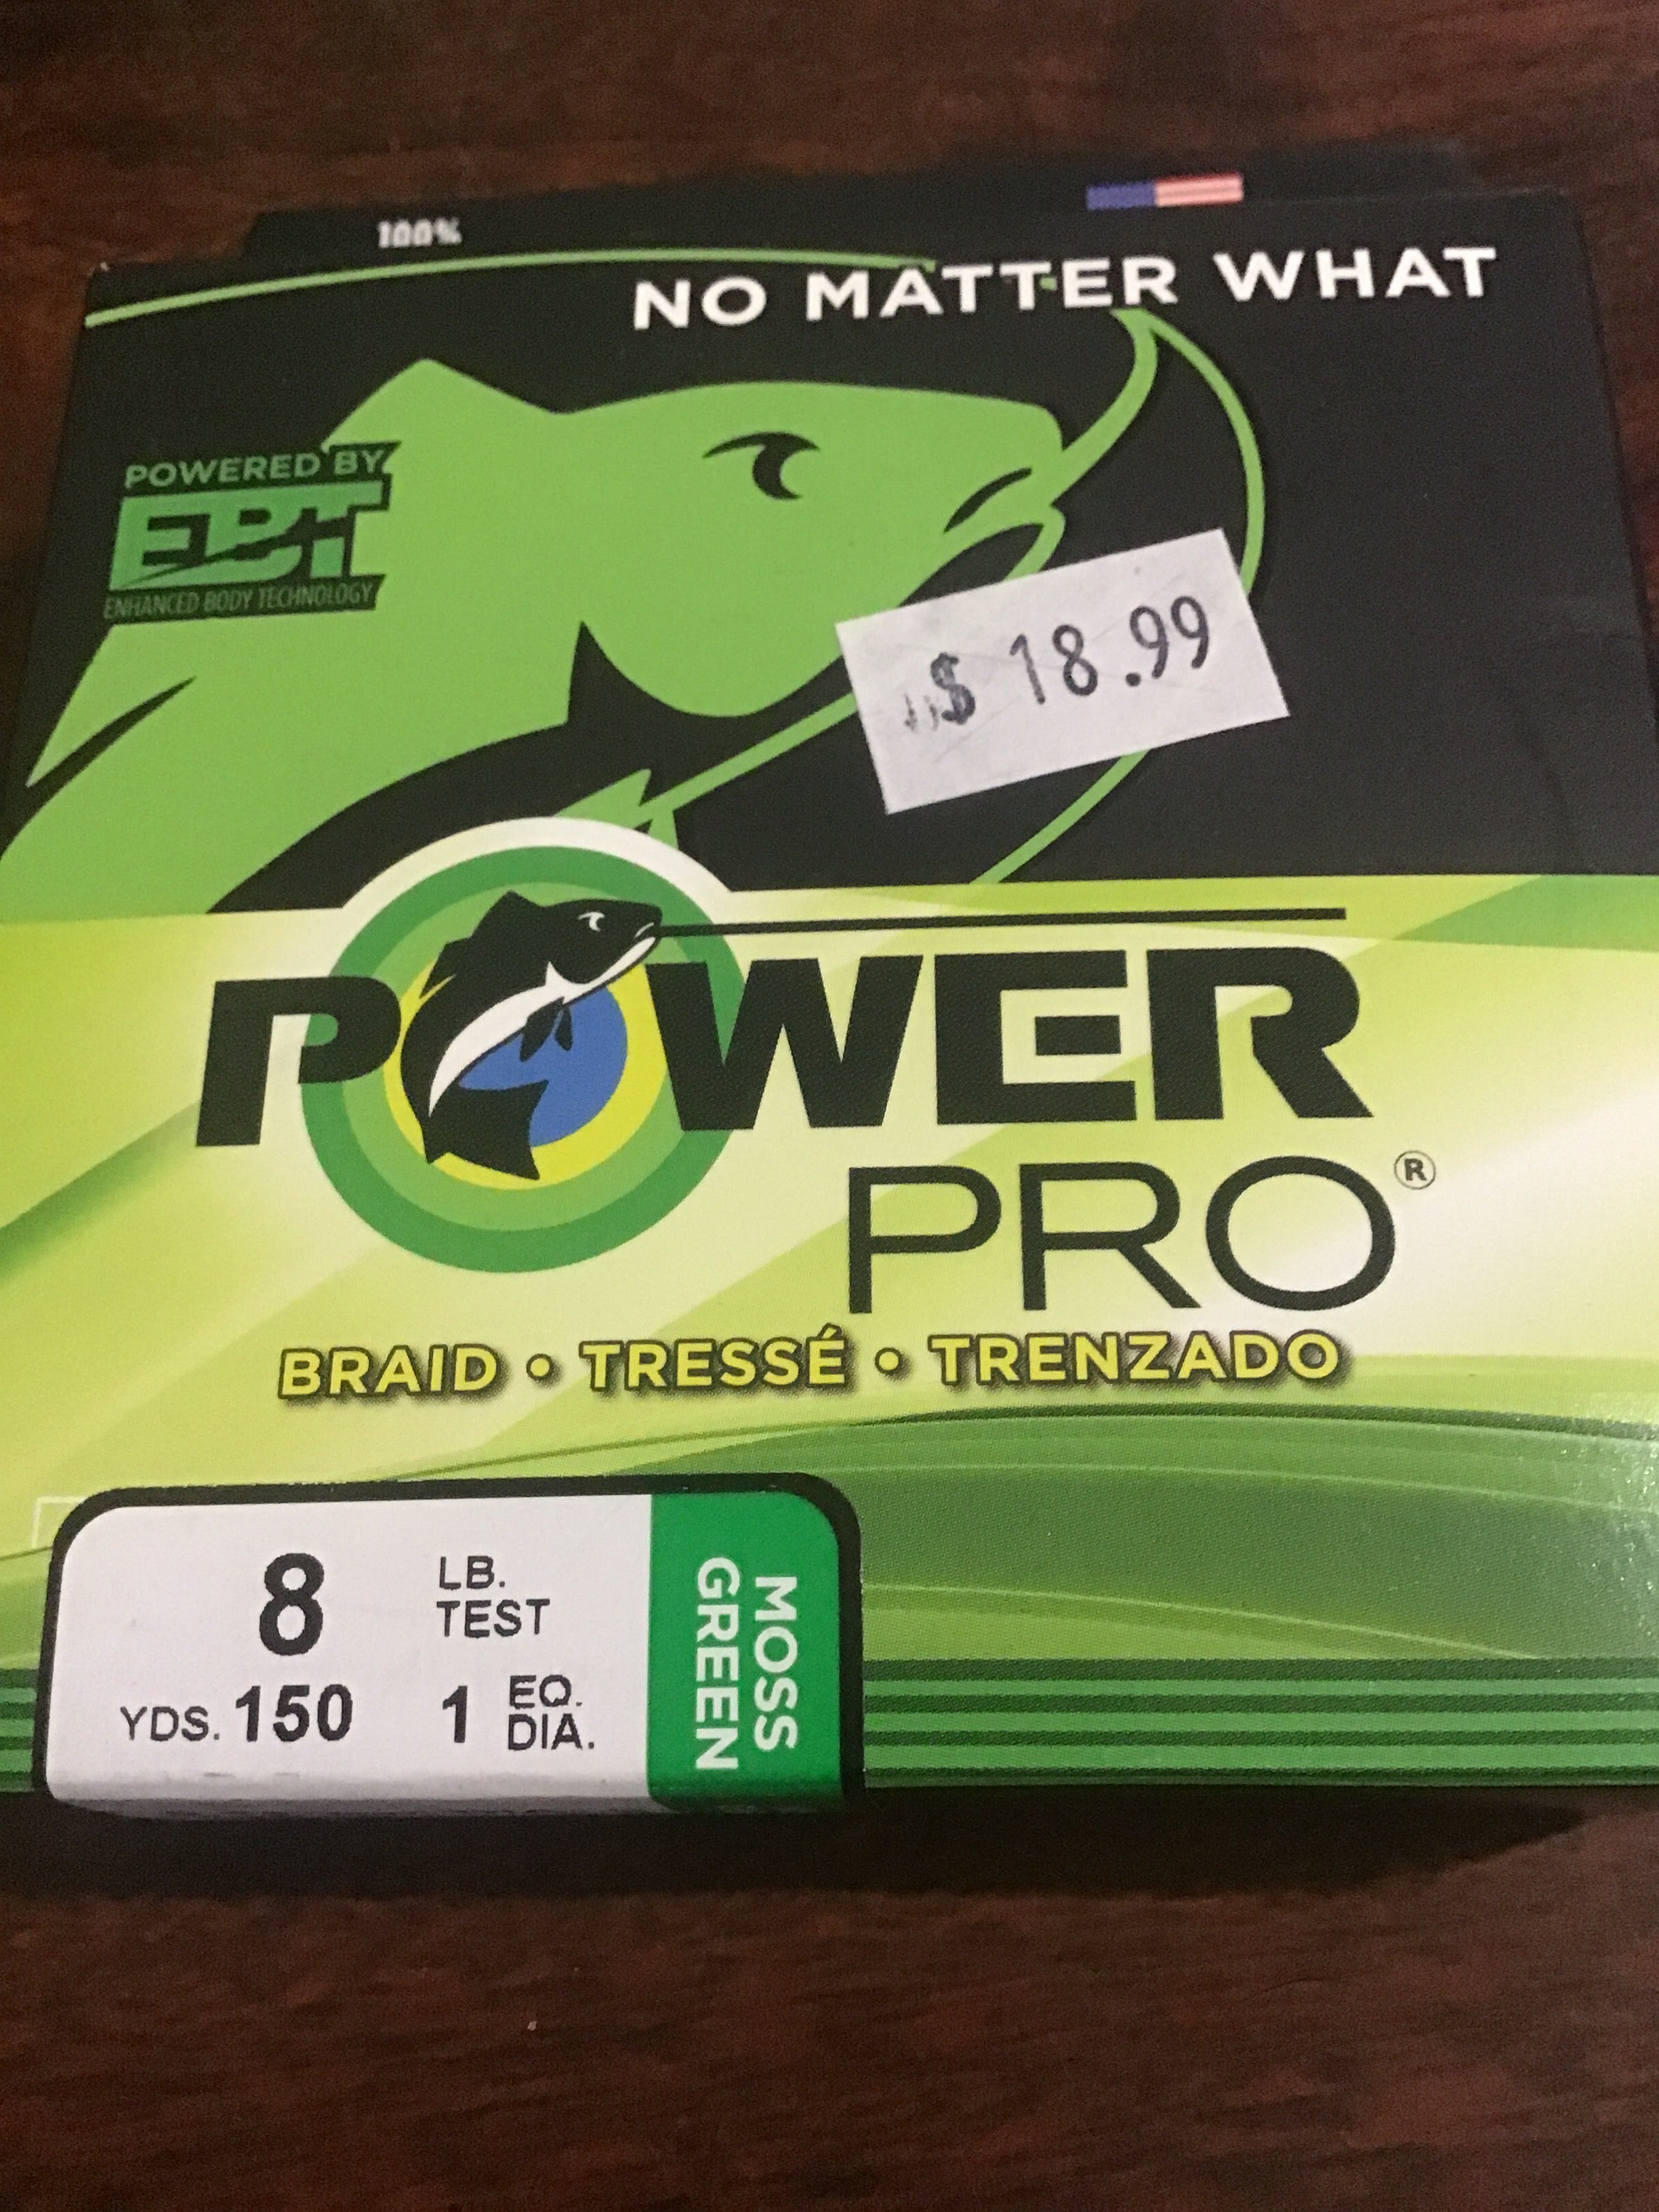 100%
NO MATTER WHAT
POWERED BY
EBT
ENHANCED BODY TECHNOLOGY
$ 18.99
POWER
PRO®
BRAID • TRESSÉ • TRENZADO
8 LB. TEST
YDS. 150 1 EQ. DIA.
MOSS
GREEN